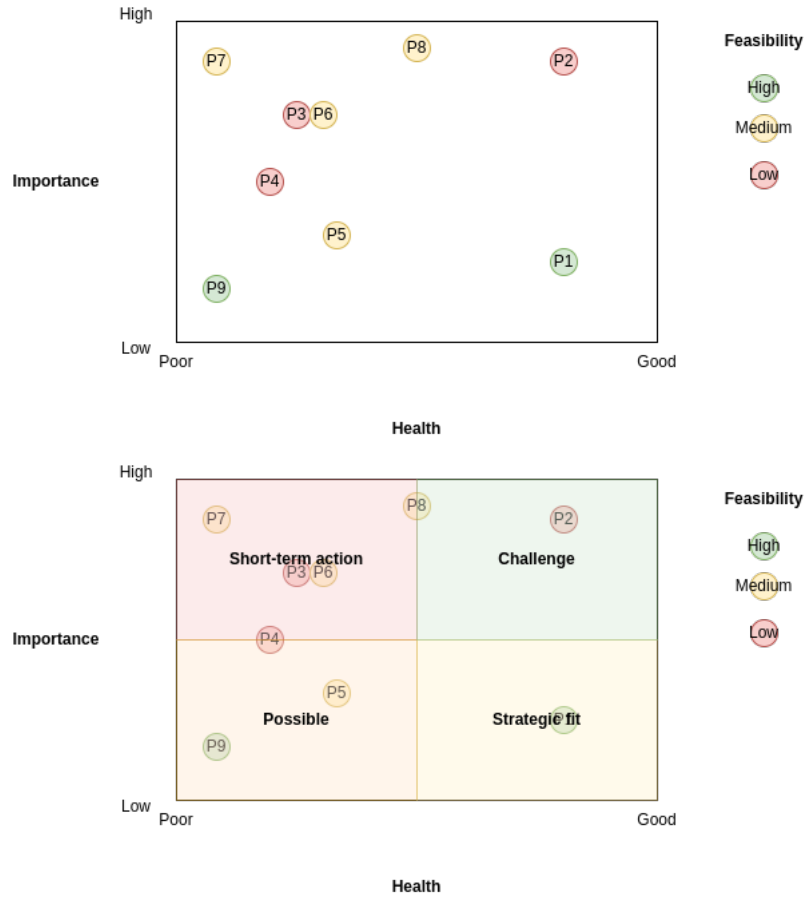 High
Feasibility
P7
P8
P2
High
P3
P6
Medium
Importance
P4
Low
P5
P1
P9
Low
Poor
Good
Health
High
Feasibility
P7
P8
P2
High
Short-term action
Challenge
P3
P6
Medium
Importance
P4
Low
P5
Possible
Strategic fit
P9
Low
Poor
Good
Health